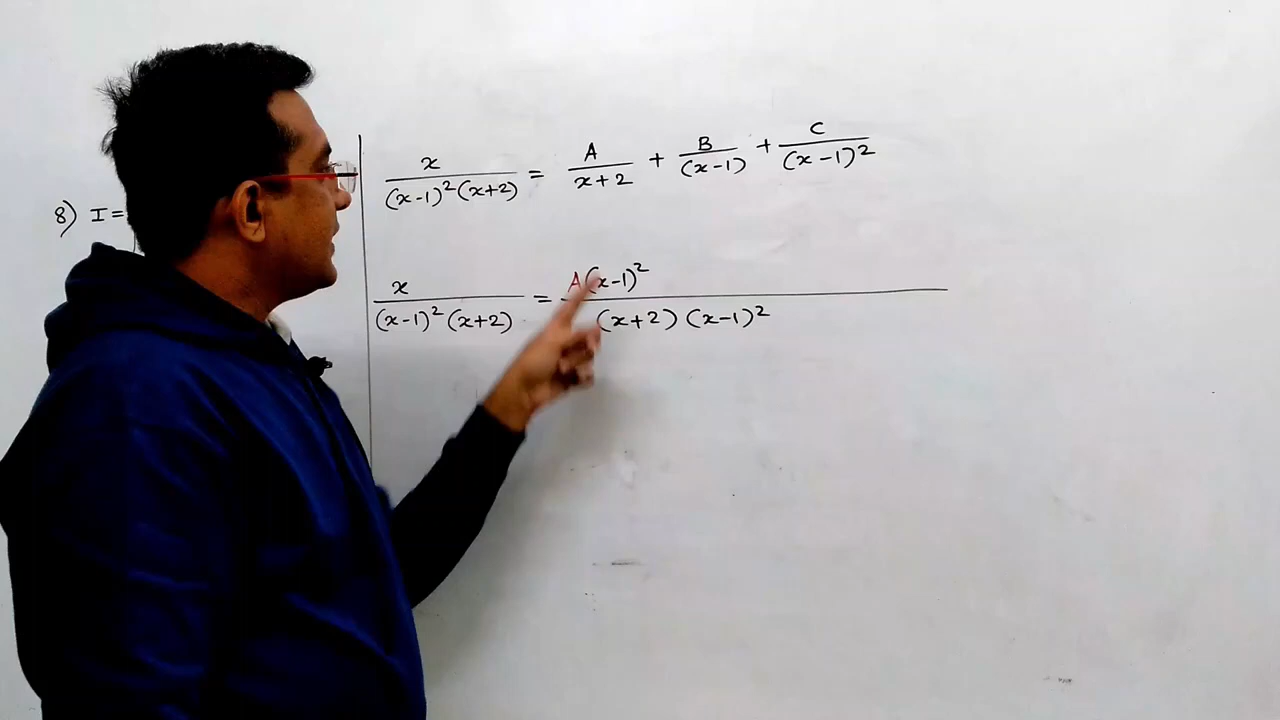 8) I=
x/((x-1)²(x+2)) = A/(x+2) + B/(x-1) + C/(x-1)²
x/((x-1)²(x+2)) = A(x-1)²/((x+2)(x-1)²)